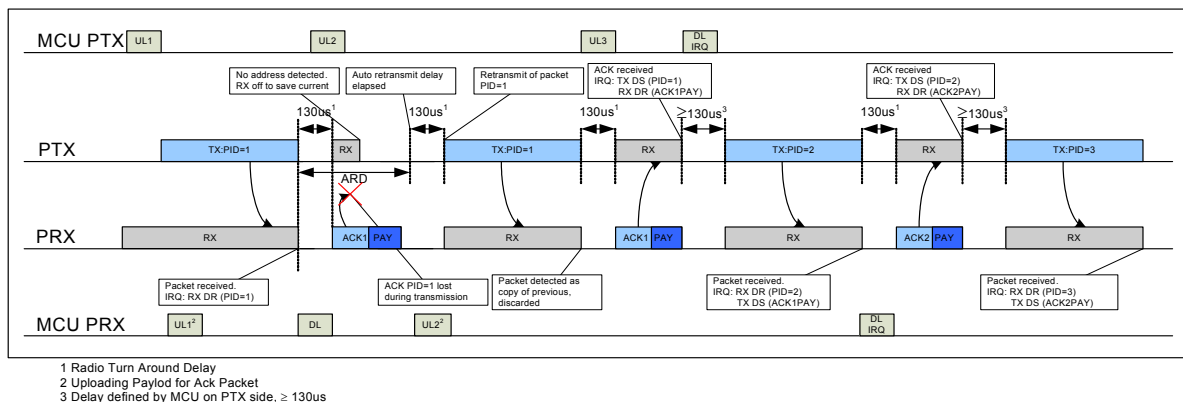 MCU PTX
UL1
UL2
UL3
DL
IRQ
No address detected.
RX off to save current
Auto retransmit delay
elapsed
Retransmit of packet
PID=1
ACK received
IRQ: TX DS (PID=1)
RX DR (ACK1PAY)
ACK received
IRQ: TX DS (PID=2)
RX DR (ACK2PAY)
130us1
130us1
130us1
≥130us3
130us1
≥130us3
PTX
TX:PID=1
RX
TX:PID=1
RX
TX:PID=2
RX
TX:PID=3
ARD
PRX
RX
ACK1
PAY
RX
ACK1
PAY
RX
ACK2
PAY
RX
Packet received.
IRQ: RX DR (PID=1)
ACK PID=1 lost
during transmission
Packet detected as
copy of previous,
discarded
Packet received.
IRQ: RX DR (PID=2)
TX DS (ACK1PAY)
Packet received.
IRQ: RX DR (PID=3)
TX DS (ACK2PAY)
MCU PRX
UL1²
DL
UL2²
DL
IRQ
1 Radio Turn Around Delay
2 Uploading Paylod for Ack Packet
3 Delay defined by MCU on PTX side, ≥ 130us